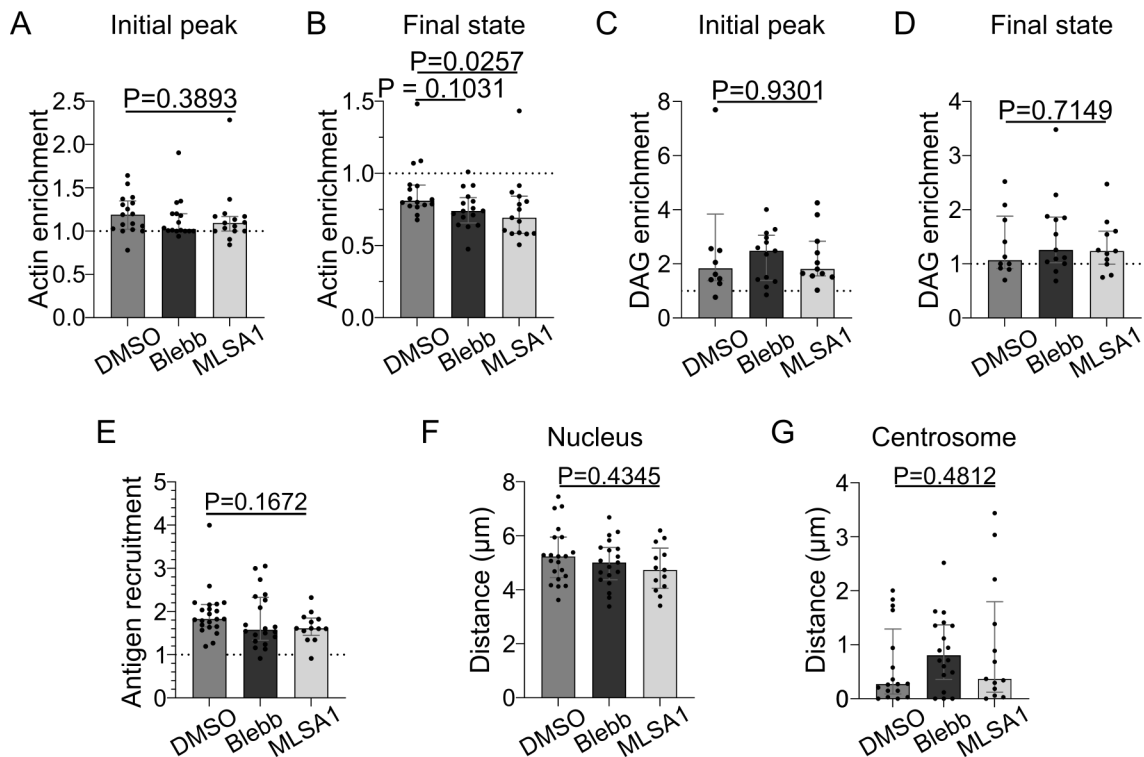 A
Initial peak
P=0.3893
Actin enrichment
2.5
2.0
1.5
1.0
0.5
0.0
DMSO
Blebb
MLSA1
B
Final state
P=0.0257
P = 0.1031
Actin enrichment
1.5
1.0
0.5
0.0
DMSO
Blebb
MLSA1
C
Initial peak
P=0.9301
DAG enrichment
8
6
4
2
0
DMSO
Blebb
MLSA1
D
Final state
P=0.7149
DAG enrichment
4
3
2
1
0
DMSO
Blebb
MLSA1
E
P=0.1672
Antigen recruitment
5
4
3
2
1
0
DMSO
Blebb
MLSA1
F
Nucleus
P=0.4345
Distance (μm)
8
6
4
2
0
DMSO
Blebb
MLSA1
G
Centrosome
P=0.4812
Distance (μm)
4
3
2
1
0
DMSO
Blebb
MLSA1